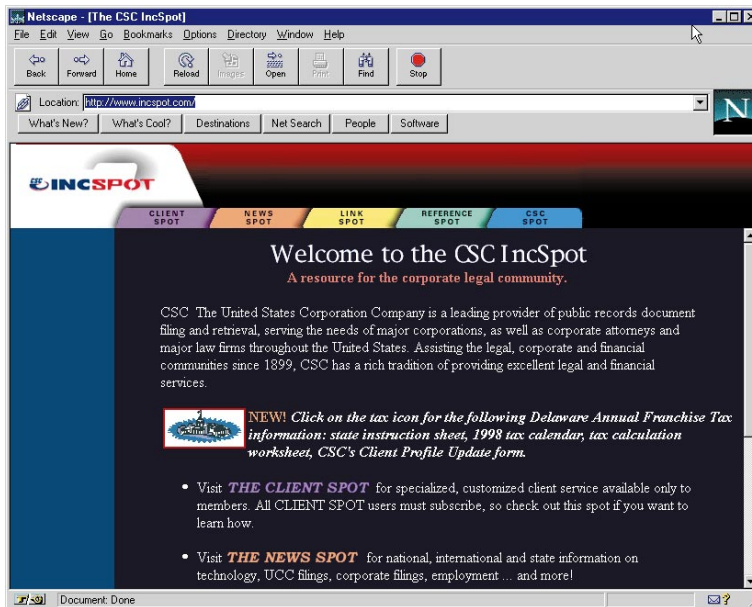 Netscape - [The CSC IncSpot]
File Edit View Go Bookmarks Options Directory Window Help
Back Forward Home Reload Images Open Print Find Stop
Location: http://www.incspot.com/
N
What's New? What's Cool? Destinations Net Search People Software
CSC INCSPOT
CLIENT SPOT
NEWS SPOT
LINK SPOT
REFERENCE SPOT
CSC SPOT
Welcome to the CSC IncSpot
A resource for the corporate legal community.
CSC The United States Corporation Company is a leading provider of public records document
filing and retrieval, serving the needs of major corporations, as well as corporate attorneys and
major law firms throughout the United States. Assisting the legal, corporate and financial
communities since 1899, CSC has a rich tradition of providing excellent legal and financial
services.
NEW! Click on the tax icon for the following Delaware Annual Franchise Tax
information: state instruction sheet, 1998 tax calendar, tax calculation
worksheet, CSC's Client Profile Update form.
• Visit THE CLIENT SPOT for specialized, customized client service available only to
members. All CLIENT SPOT users must subscribe, so check out this spot if you want to
learn how.
• Visit THE NEWS SPOT for national, international and state information on
technology, UCC filings, corporate filings, employment ... and more!
Document: Done